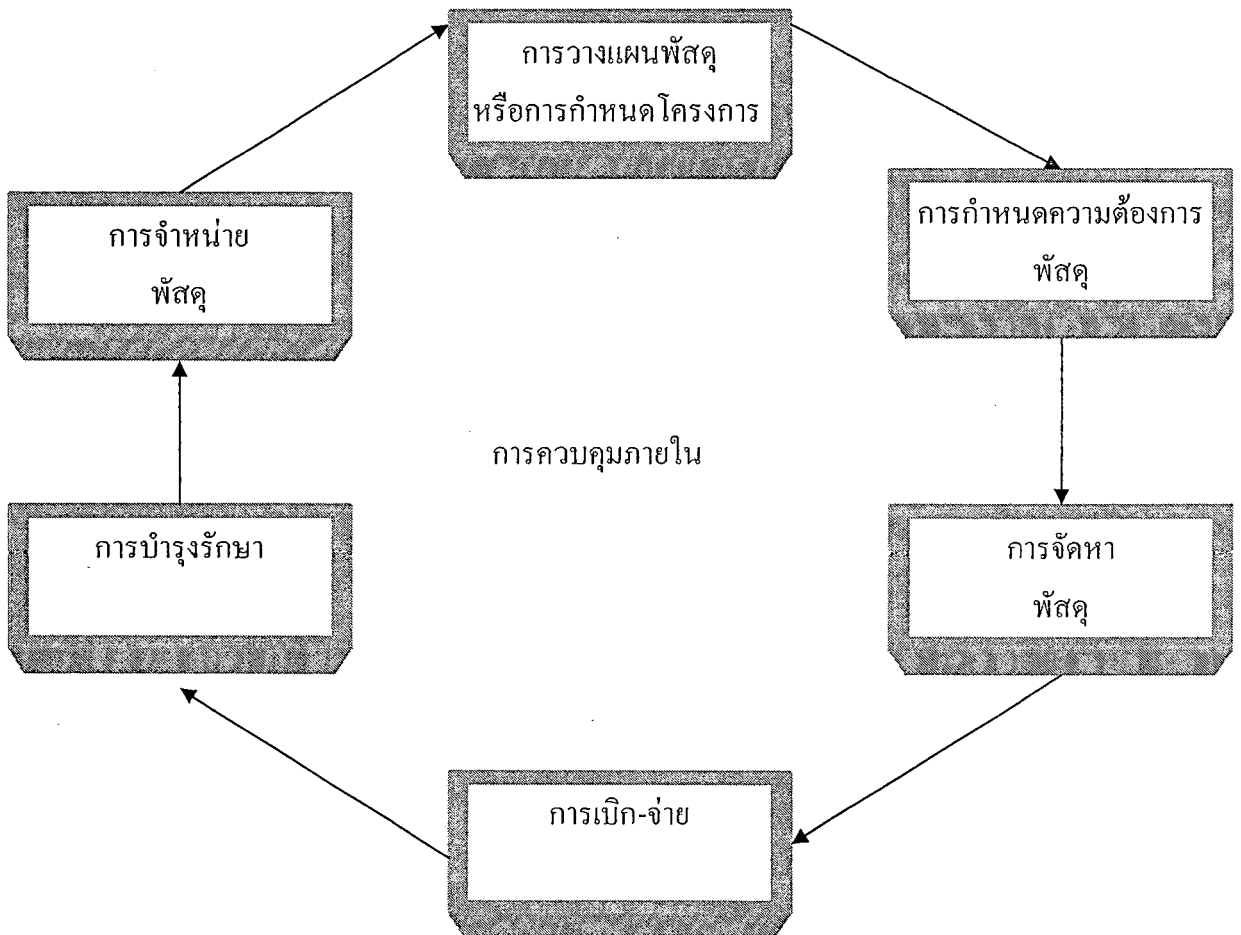 การวางแผนพัสดุ
หรือการกำหนดโครงการ
การกำหนดความต้องการ
พัสดุ
การจัดหา
พัสดุ
การเบิก-จ่าย
การบำรุงรักษา
การจำหน่าย
พัสดุ
การควบคุมภายใน